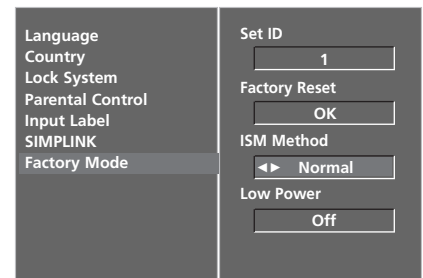 Language
Country
Lock System
Parental Control
Input Label
SIMPLINK
Factory Mode
Set ID
1
Factory Reset
OK
ISM Method
◄► Normal
Low Power
Off